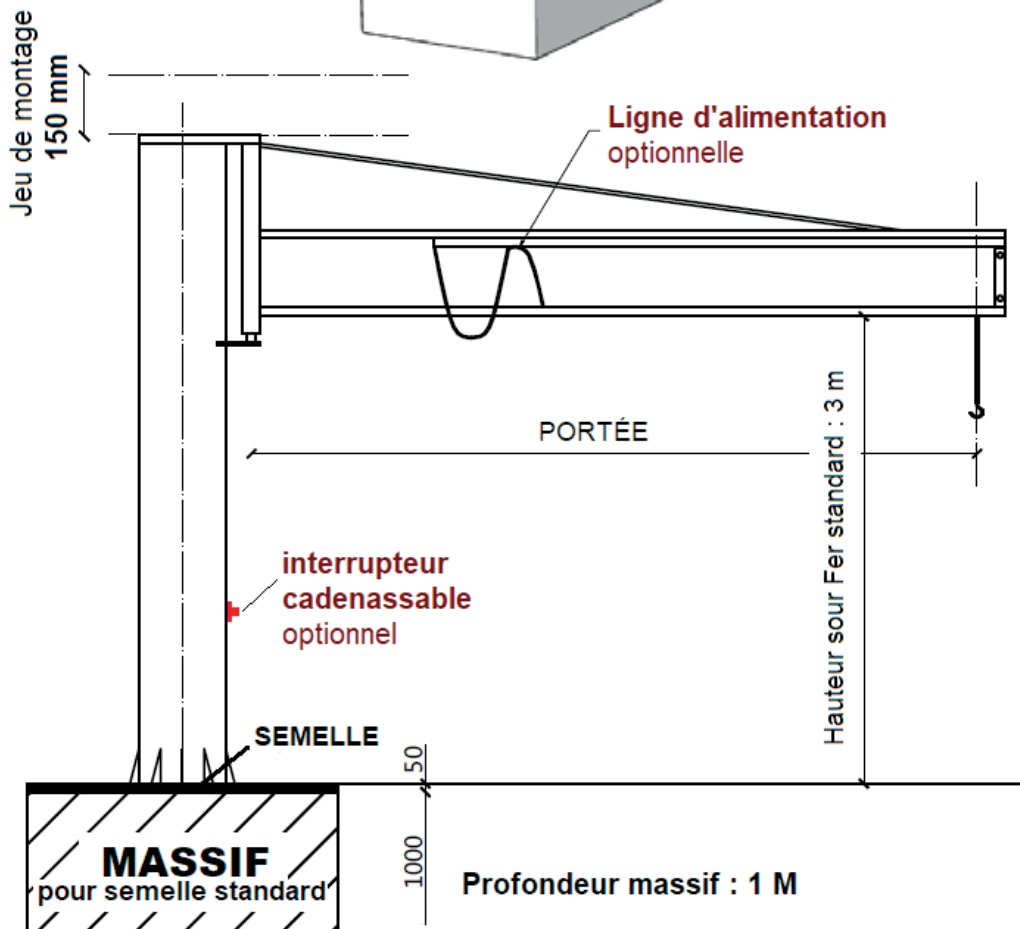 Jeu de montage
150 mm
Ligne d'alimentation
optionnelle
PORTÉE
Hauteur sour Fer standard : 3 m
interrupteur
cadenassable
optionnel
SEMELLE
50
1000
MASSIF
pour semelle standard
Profondeur massif : 1 M